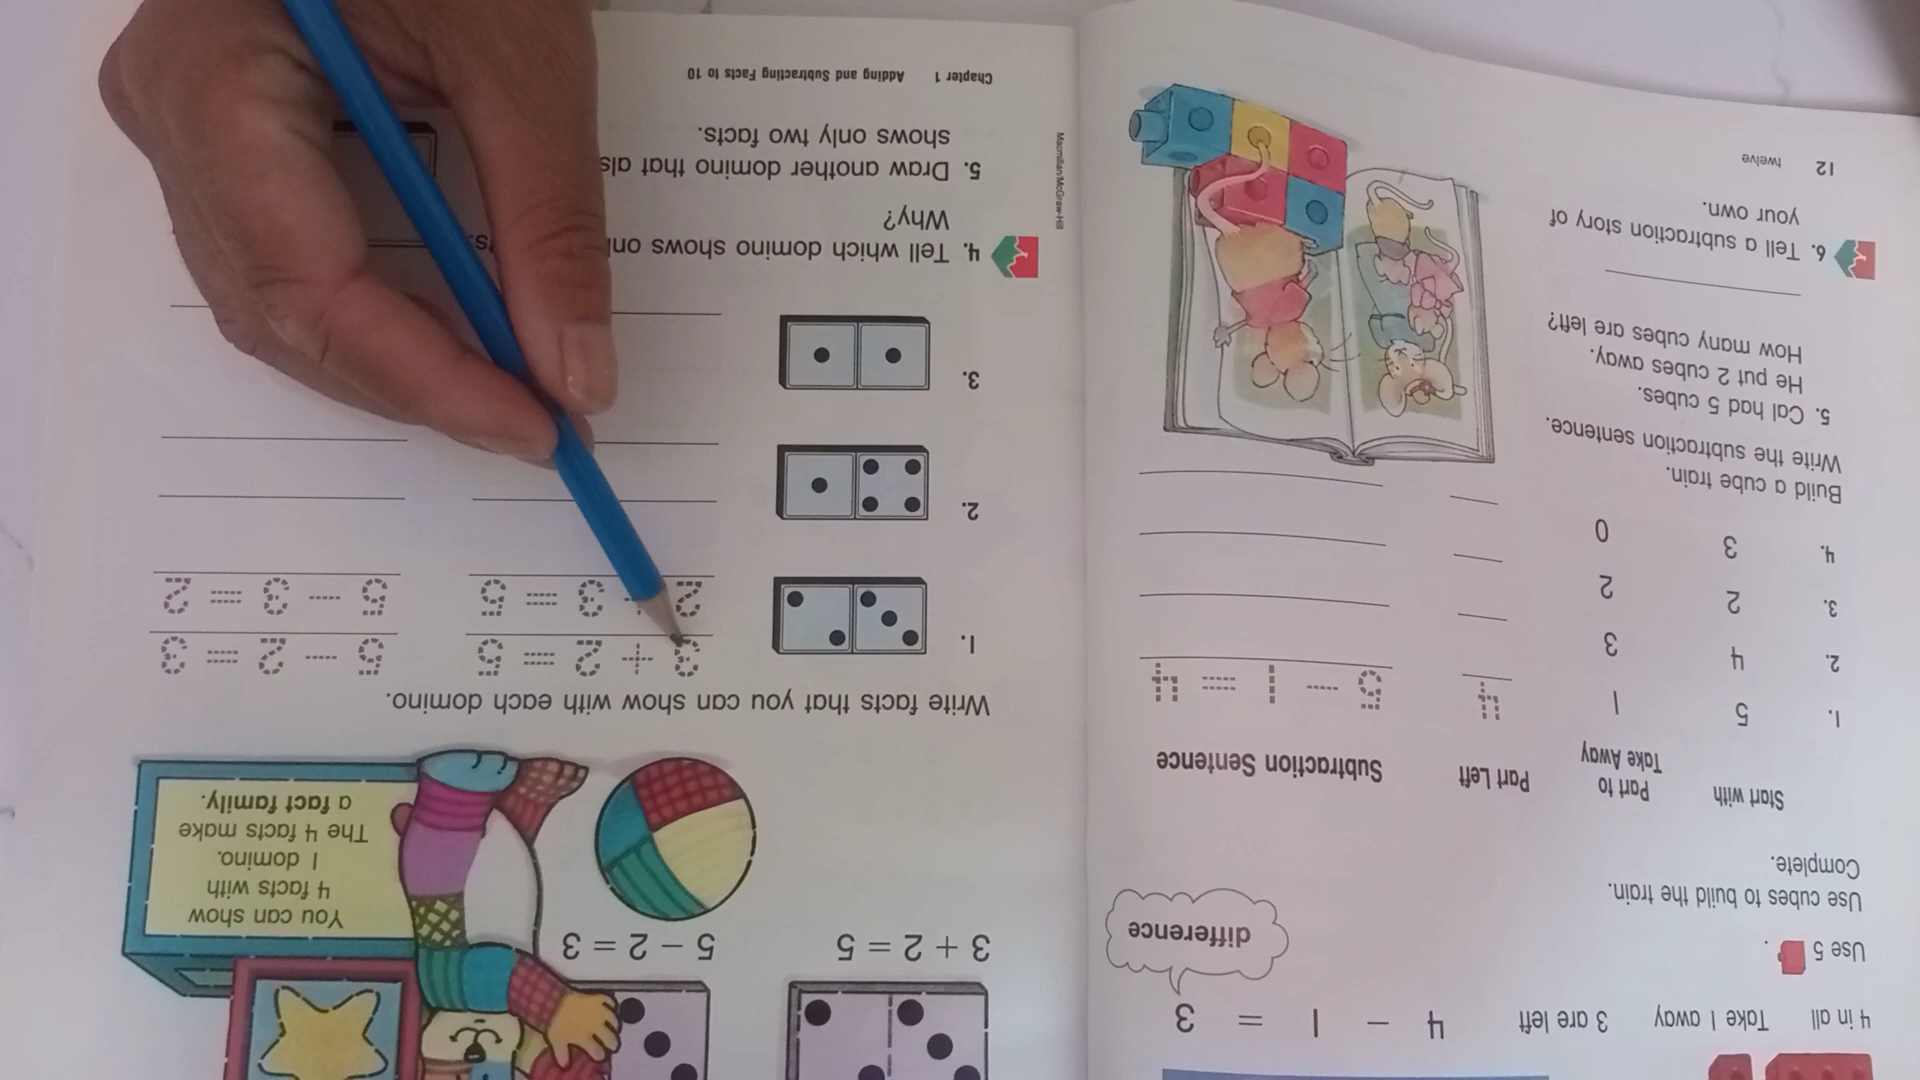 4 in all Take 1 away 3 are left 4 - 1 = 3
difference
Use 5 .
Use cubes to build the train.
Complete.
Start with Part to Take Away Part Left Subtraction Sentence
1. 5 1 4 5 - 1 = 4
2. 4 3
3. 2 2
4. 3 0
Build a cube train.
Write the subtraction sentence.
5. Cal had 5 cubes.
He put 2 cubes away.
How many cubes are left?
6. Tell a subtraction story of
your own.
12 twelve
3 + 2 = 5 5 - 2 = 3
You can show
4 facts with
1 domino.
The 4 facts make
a fact family.
Write facts that you can show with each domino.
1. 3 + 2 = 5 5 - 2 = 3
2 + 3 = 5 5 - 3 = 2
2.
3.
4. Tell which domino shows
Why?
5. Draw another domino that
shows only two facts.
Macmillan/McGraw-Hill
Chapter 1 Adding and Subtracting Facts to 10